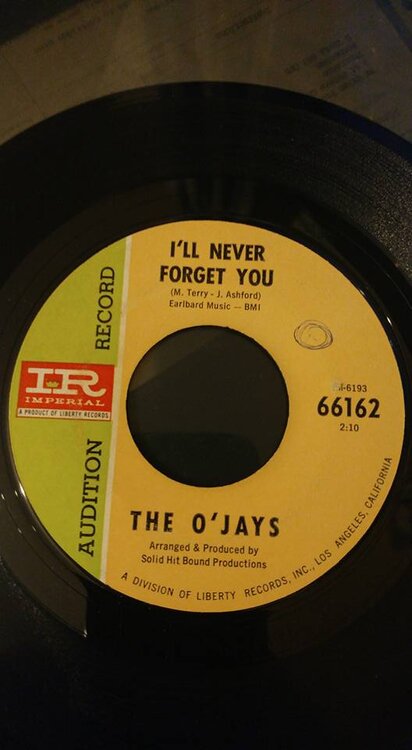 I'LL NEVER
FORGET YOU
(M. Terry - J. Ashford)
Earlbard Music -- BMI
AUDITION RECORD
IR
IMPERIAL
A PRODUCT OF LIBERTY RECORDS
-6193
66162
2:10
THE O'JAYS
Arranged & Produced by
Solid Hit Bound Productions
A DIVISION OF LIBERTY RECORDS, INC., LOS ANGELES, CALIFORNIA